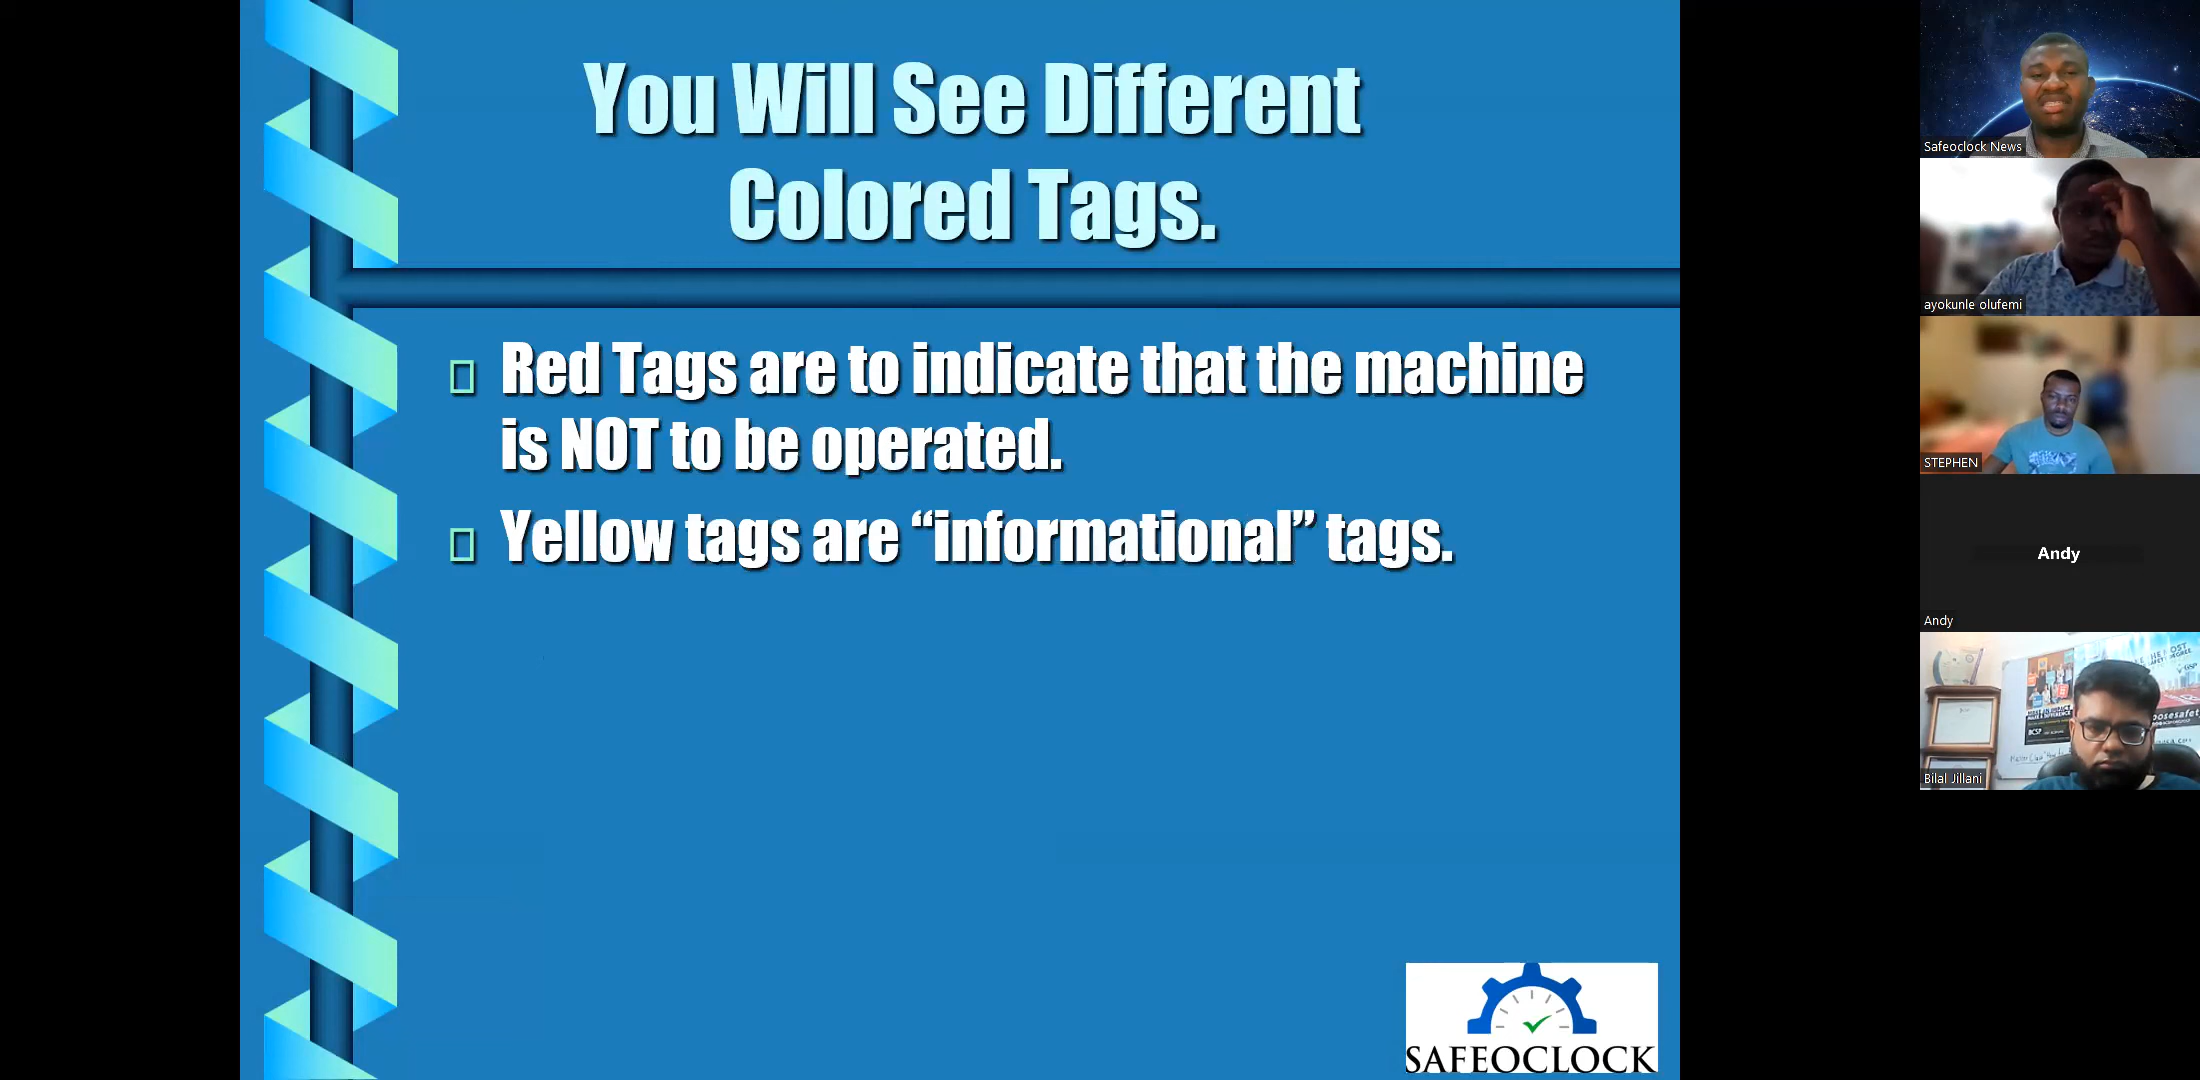 You Will See Different
Colored Tags.
Red Tags are to indicate that the machine
is NOT to be operated.
Yellow tags are “informational” tags.
SAFEOCLOCK
Safeoclock News
ayokunle olufemi
STEPHEN
Andy
Andy
BCSP
Bilal Jillani